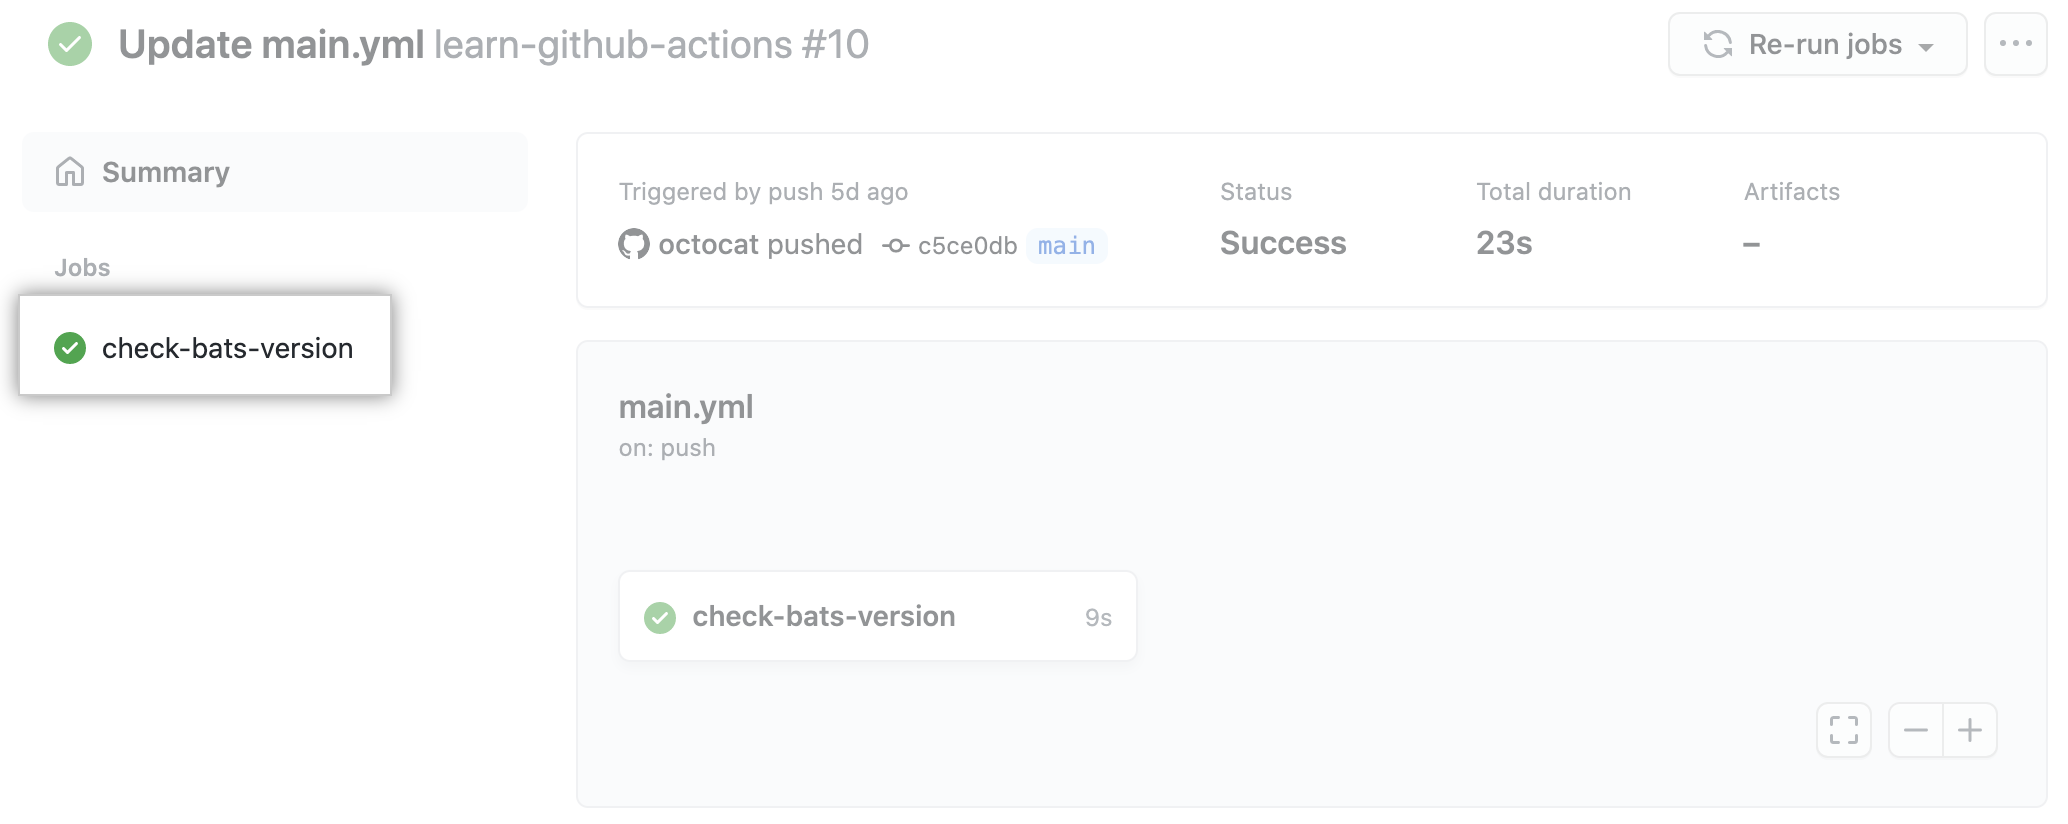 Update main.yml learn-github-actions #10
Re-run jobs
Summary
Jobs
check-bats-version
Triggered by push 5d ago
octocat pushed c5ce0db main
Status
Success
Total duration
23s
Artifacts
–
main.yml
on: push
check-bats-version 9s